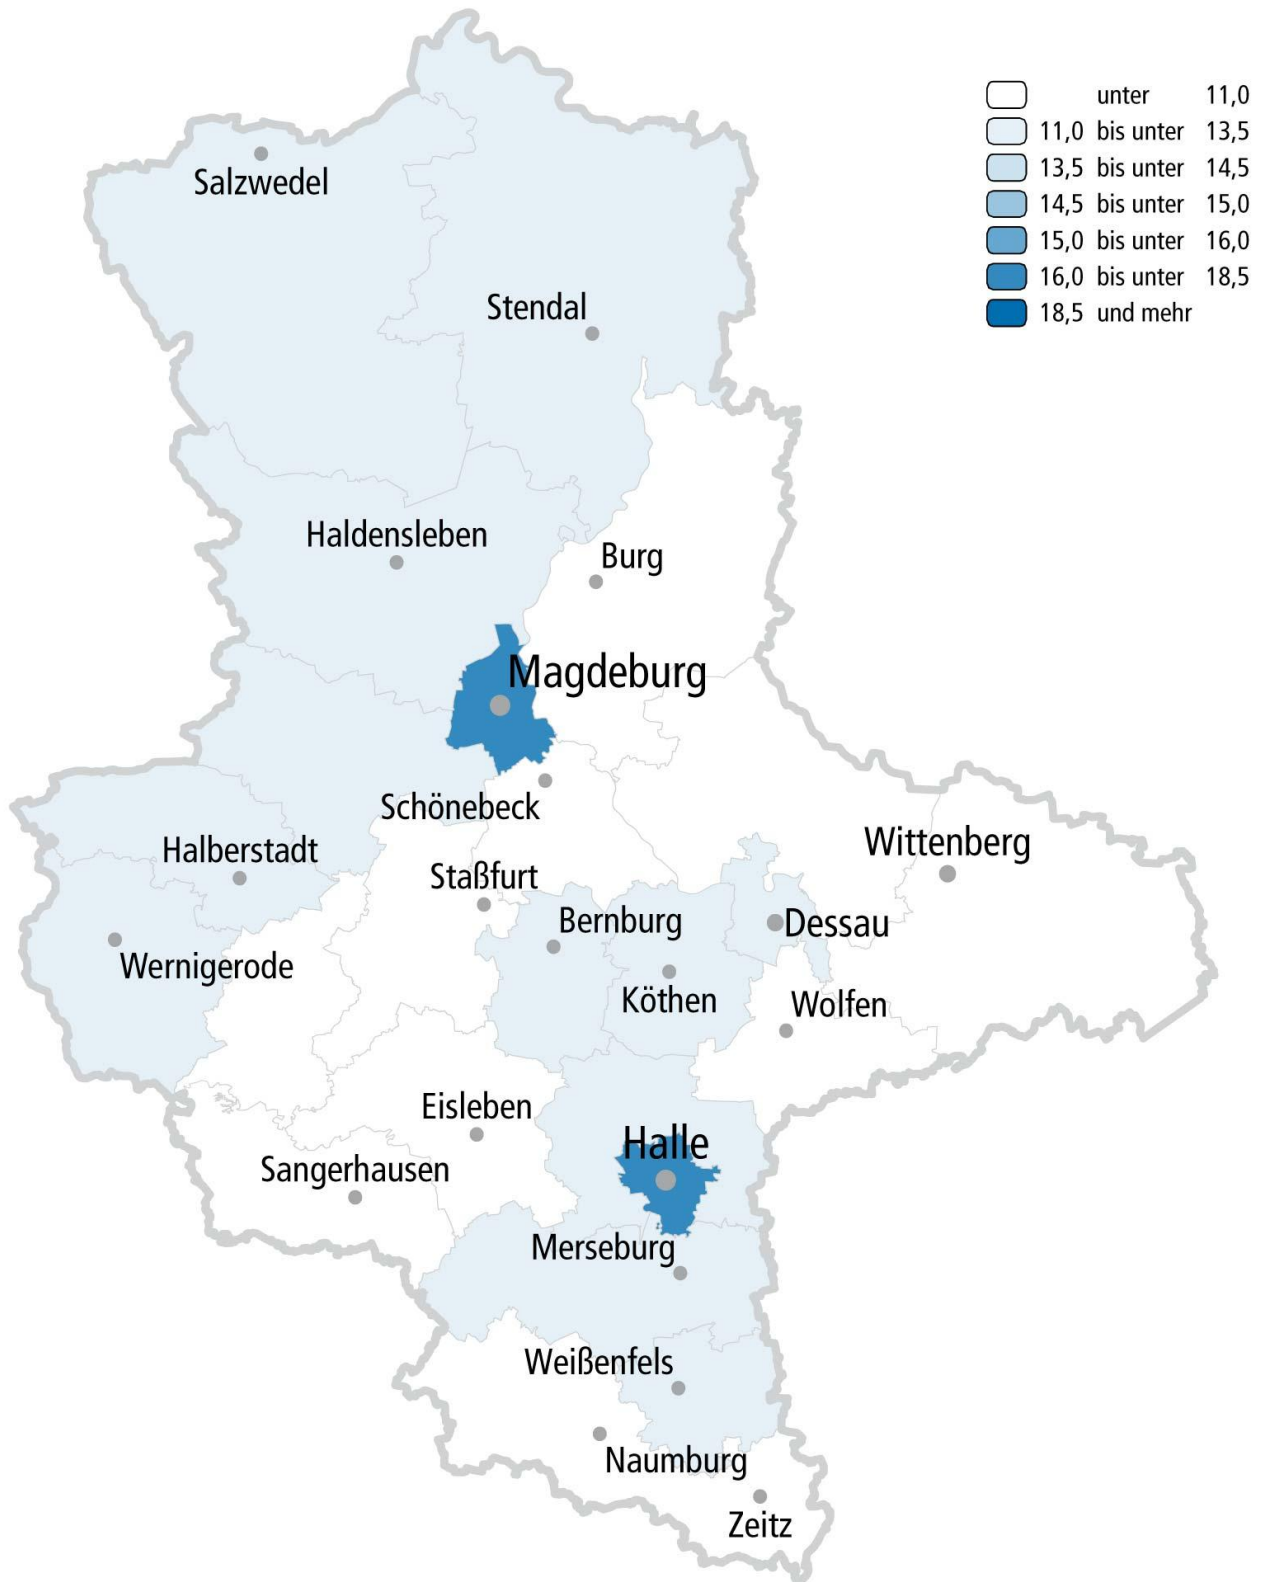 unter 11,0
11,0 bis unter 13,5
13,5 bis unter 14,5
14,5 bis unter 15,0
15,0 bis unter 16,0
16,0 bis unter 18,5
18,5 und mehr
Salzwedel
Stendal
Haldensleben
Burg
Magdeburg
Schönebeck
Wittenberg
Halberstadt
Staßfurt
Bernburg
Dessau
Wernigerode
Köthen
Wolfen
Eisleben
Halle
Sangerhausen
Merseburg
Weißenfels
Naumburg
Zeitz